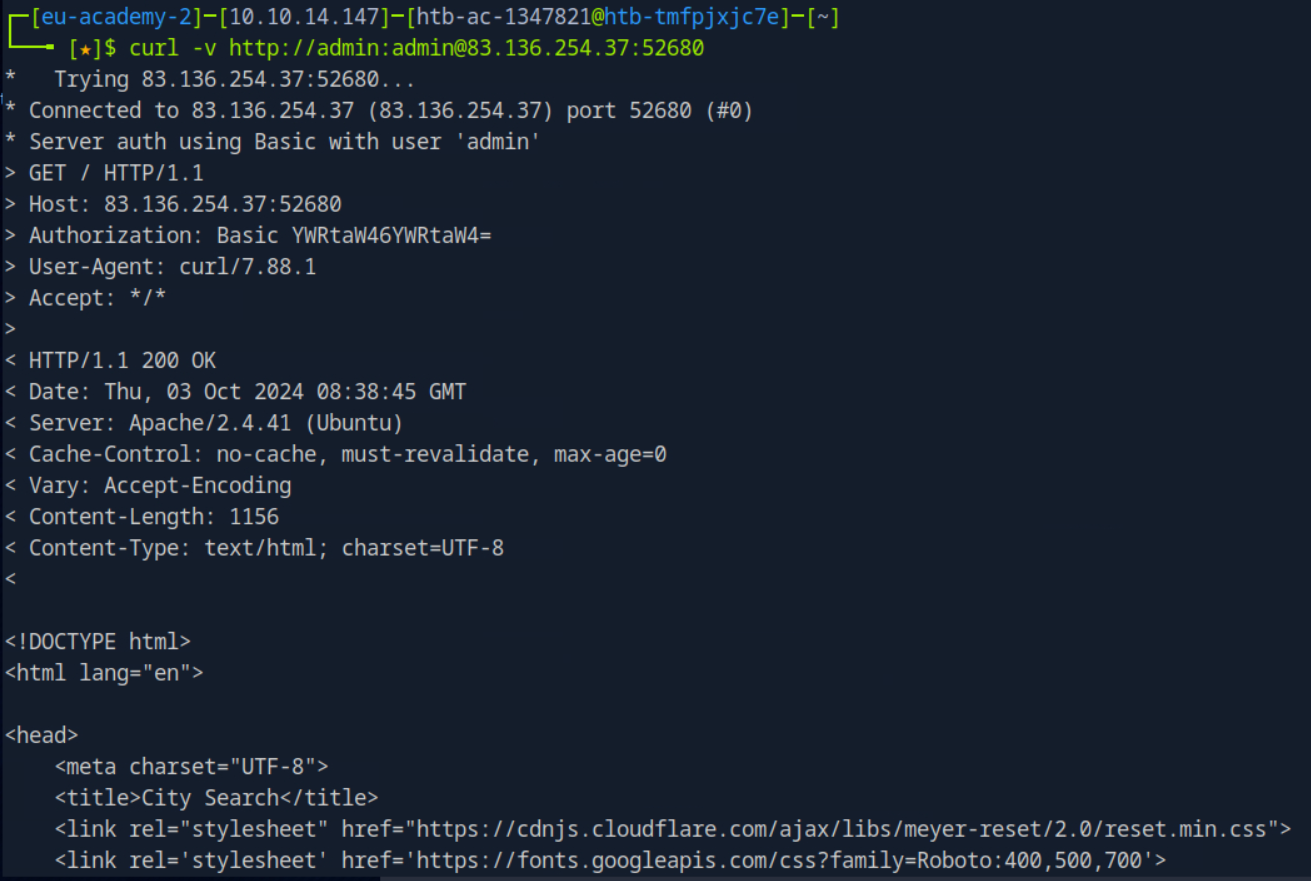 [eu-academy-2]─[10.10.14.147]─[htb-ac-1347821@htb-tmfpjxjc7e]─[~]
[★]$ curl -v http://admin:admin@83.136.254.37:52680
*   Trying 83.136.254.37:52680...
* Connected to 83.136.254.37 (83.136.254.37) port 52680 (#0)
* Server auth using Basic with user 'admin'
> GET / HTTP/1.1
> Host: 83.136.254.37:52680
> Authorization: Basic YWRtaW46YWRtaW4=
> User-Agent: curl/7.88.1
> Accept: */*
>
< HTTP/1.1 200 OK
< Date: Thu, 03 Oct 2024 08:38:45 GMT
< Server: Apache/2.4.41 (Ubuntu)
< Cache-Control: no-cache, must-revalidate, max-age=0
< Vary: Accept-Encoding
< Content-Length: 1156
< Content-Type: text/html; charset=UTF-8
<
<!DOCTYPE html>
<html lang="en">
<head>
    <meta charset="UTF-8">
    <title>City Search</title>
    <link rel="stylesheet" href="https://cdnjs.cloudflare.com/ajax/libs/meyer-reset/2.0/reset.min.css">
    <link rel='stylesheet' href='https://fonts.googleapis.com/css?family=Roboto:400,500,700'>